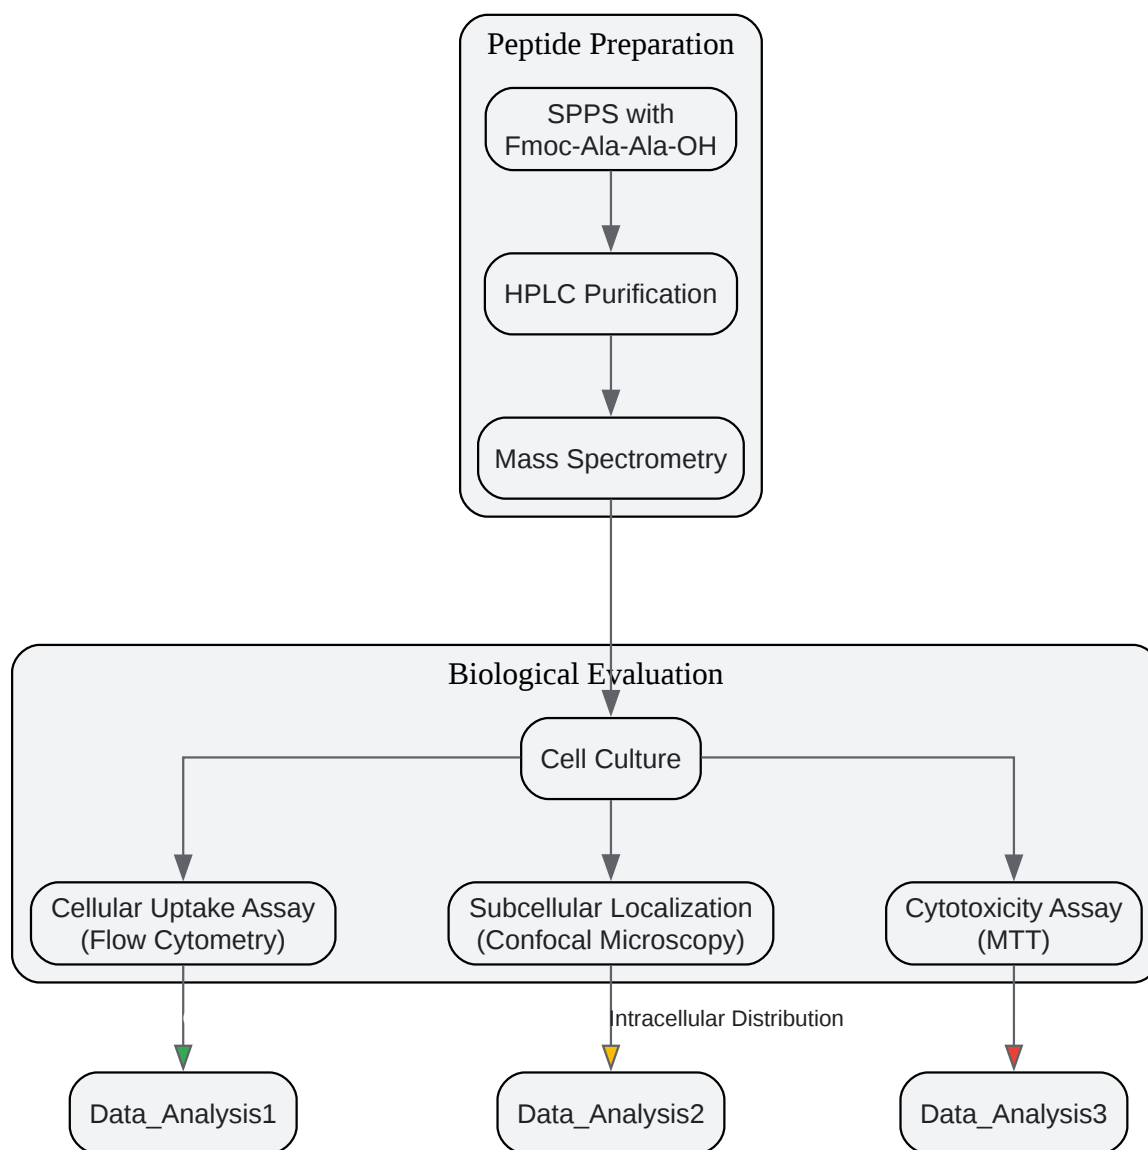 Peptide Preparation
SPPS with
Fmoc-Ala-Ala-OH
HPLC Purification
Mass Spectrometry
Biological Evaluation
Cell Culture
Cellular Uptake Assay
(Flow Cytometry)
Subcellular Localization
(Confocal Microscopy)
Cytotoxicity Assay
(MTT)
Intracellular Distribution
Data_Analysis1
Data_Analysis2
Data_Analysis3